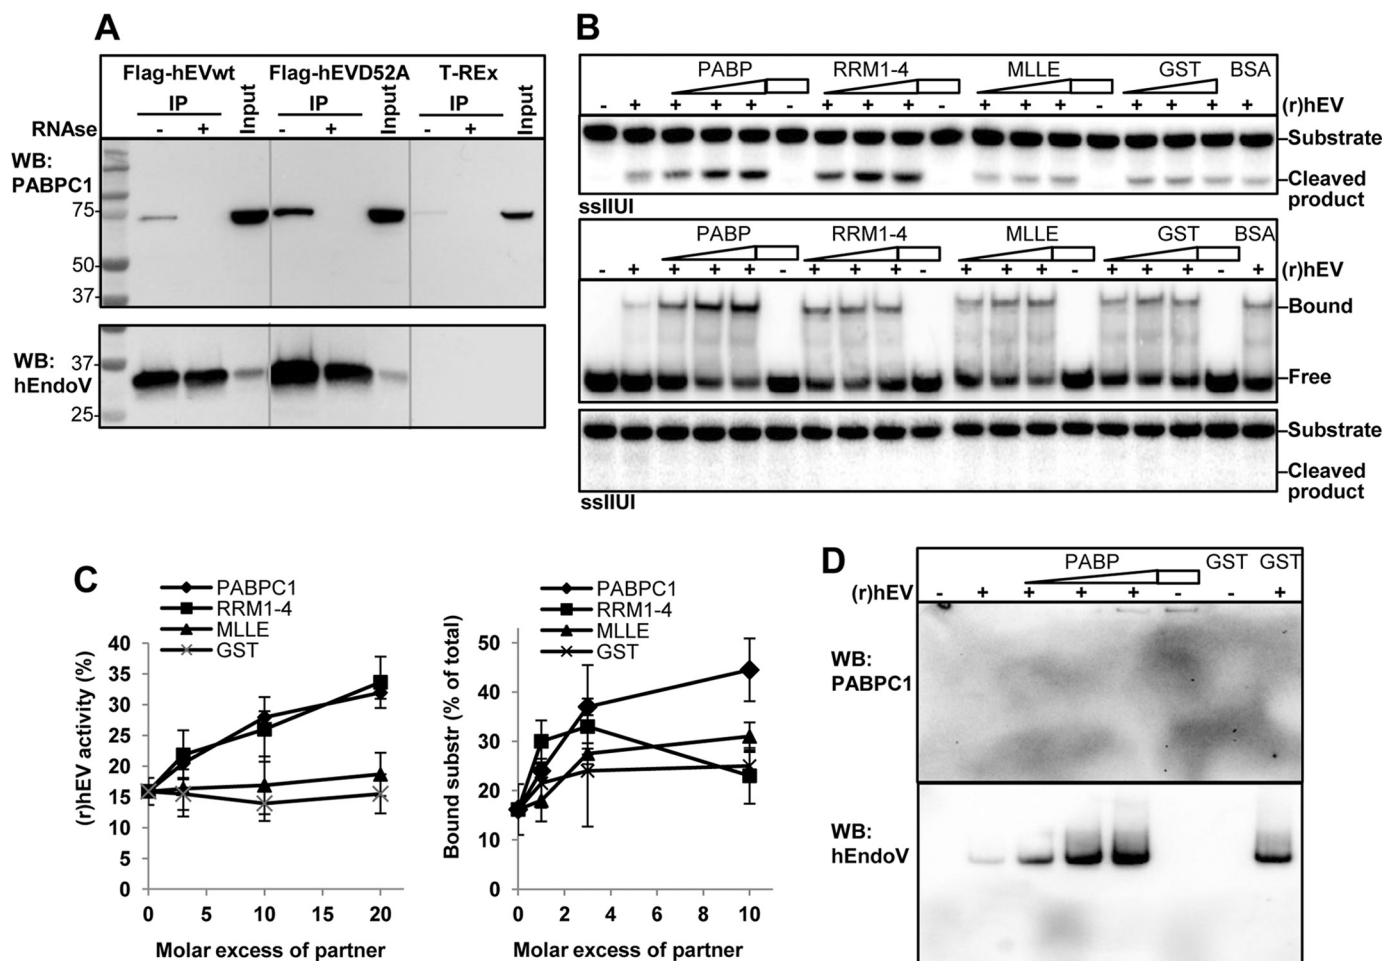 A
Flag-hEVwt Flag-hEVD52A T-REx
IP Input IP Input IP Input
RNAse - + - + - +
WB:
PABPC1
75
50
37
WB:
hEndoV
37
25
B
PABP RRM1-4 MLLE GST BSA
- + + + + - + + + - + + + - + + + + (r)hEV
Substrate
Cleaved
product
ssIIUI
PABP RRM1-4 MLLE GST BSA
- + + + + - + + + - + + + - + + + - + (r)hEV
Bound
Free
Substrate
Cleaved
product
ssIIUI
C
PABPC1
RRM1-4
MLLE
GST
(r)hEV activity (%)
40
35
30
25
20
15
10
5
0
0 5 10 15 20
Molar excess of partner
PABPC1
RRM1-4
MLLE
GST
Bound substr (% of total)
50
40
30
20
10
0
0 2 4 6 8 10
Molar excess of partner
D
PABP GST GST
(r)hEV - + + + + - - +
WB:
PABPC1
WB:
hEndoV